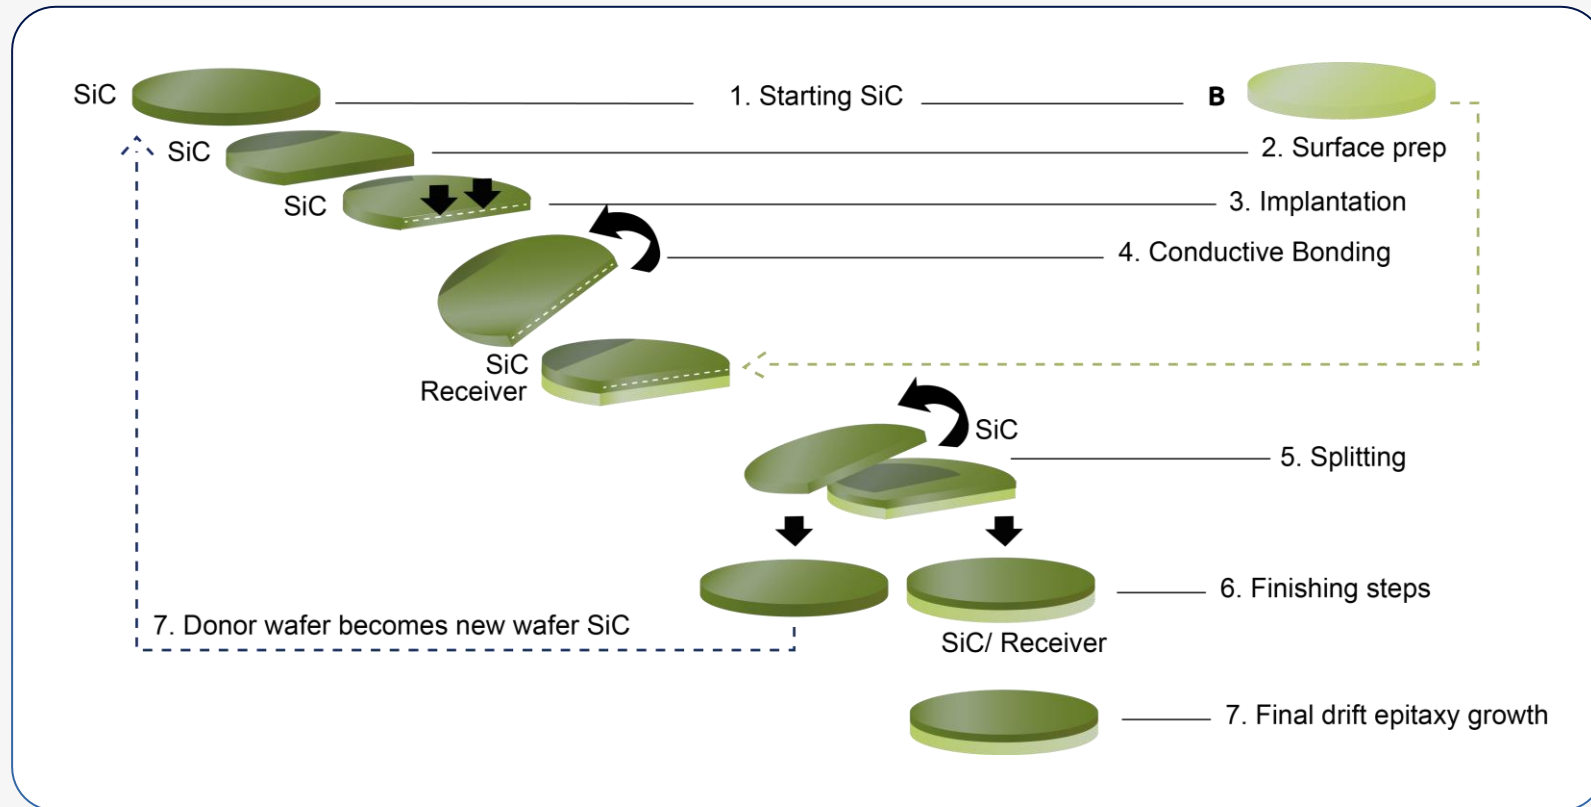 SiC
1. Starting SiC
B
SiC
2. Surface prep
SiC
3. Implantation
4. Conductive Bonding
SiC
Receiver
SiC
5. Splitting
6. Finishing steps
7. Donor wafer becomes new wafer SiC
SiC/ Receiver
7. Final drift epitaxy growth